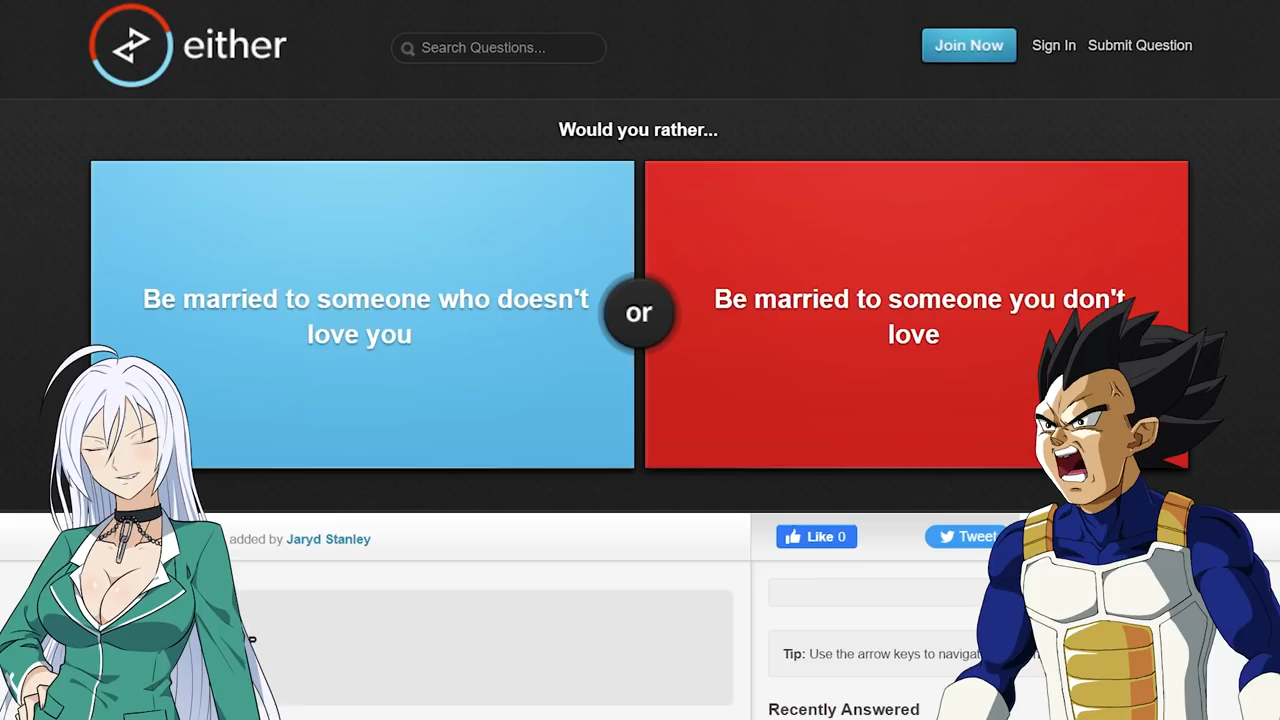 either
Search Questions...
Join Now
Sign In
Submit Question
Would you rather...
Be married to someone who doesn't
love you
or
Be married to someone you don't
love
added by Jaryd Stanley
Like 0
Tweet
Tip: Use the arrow keys to
Recently Answered